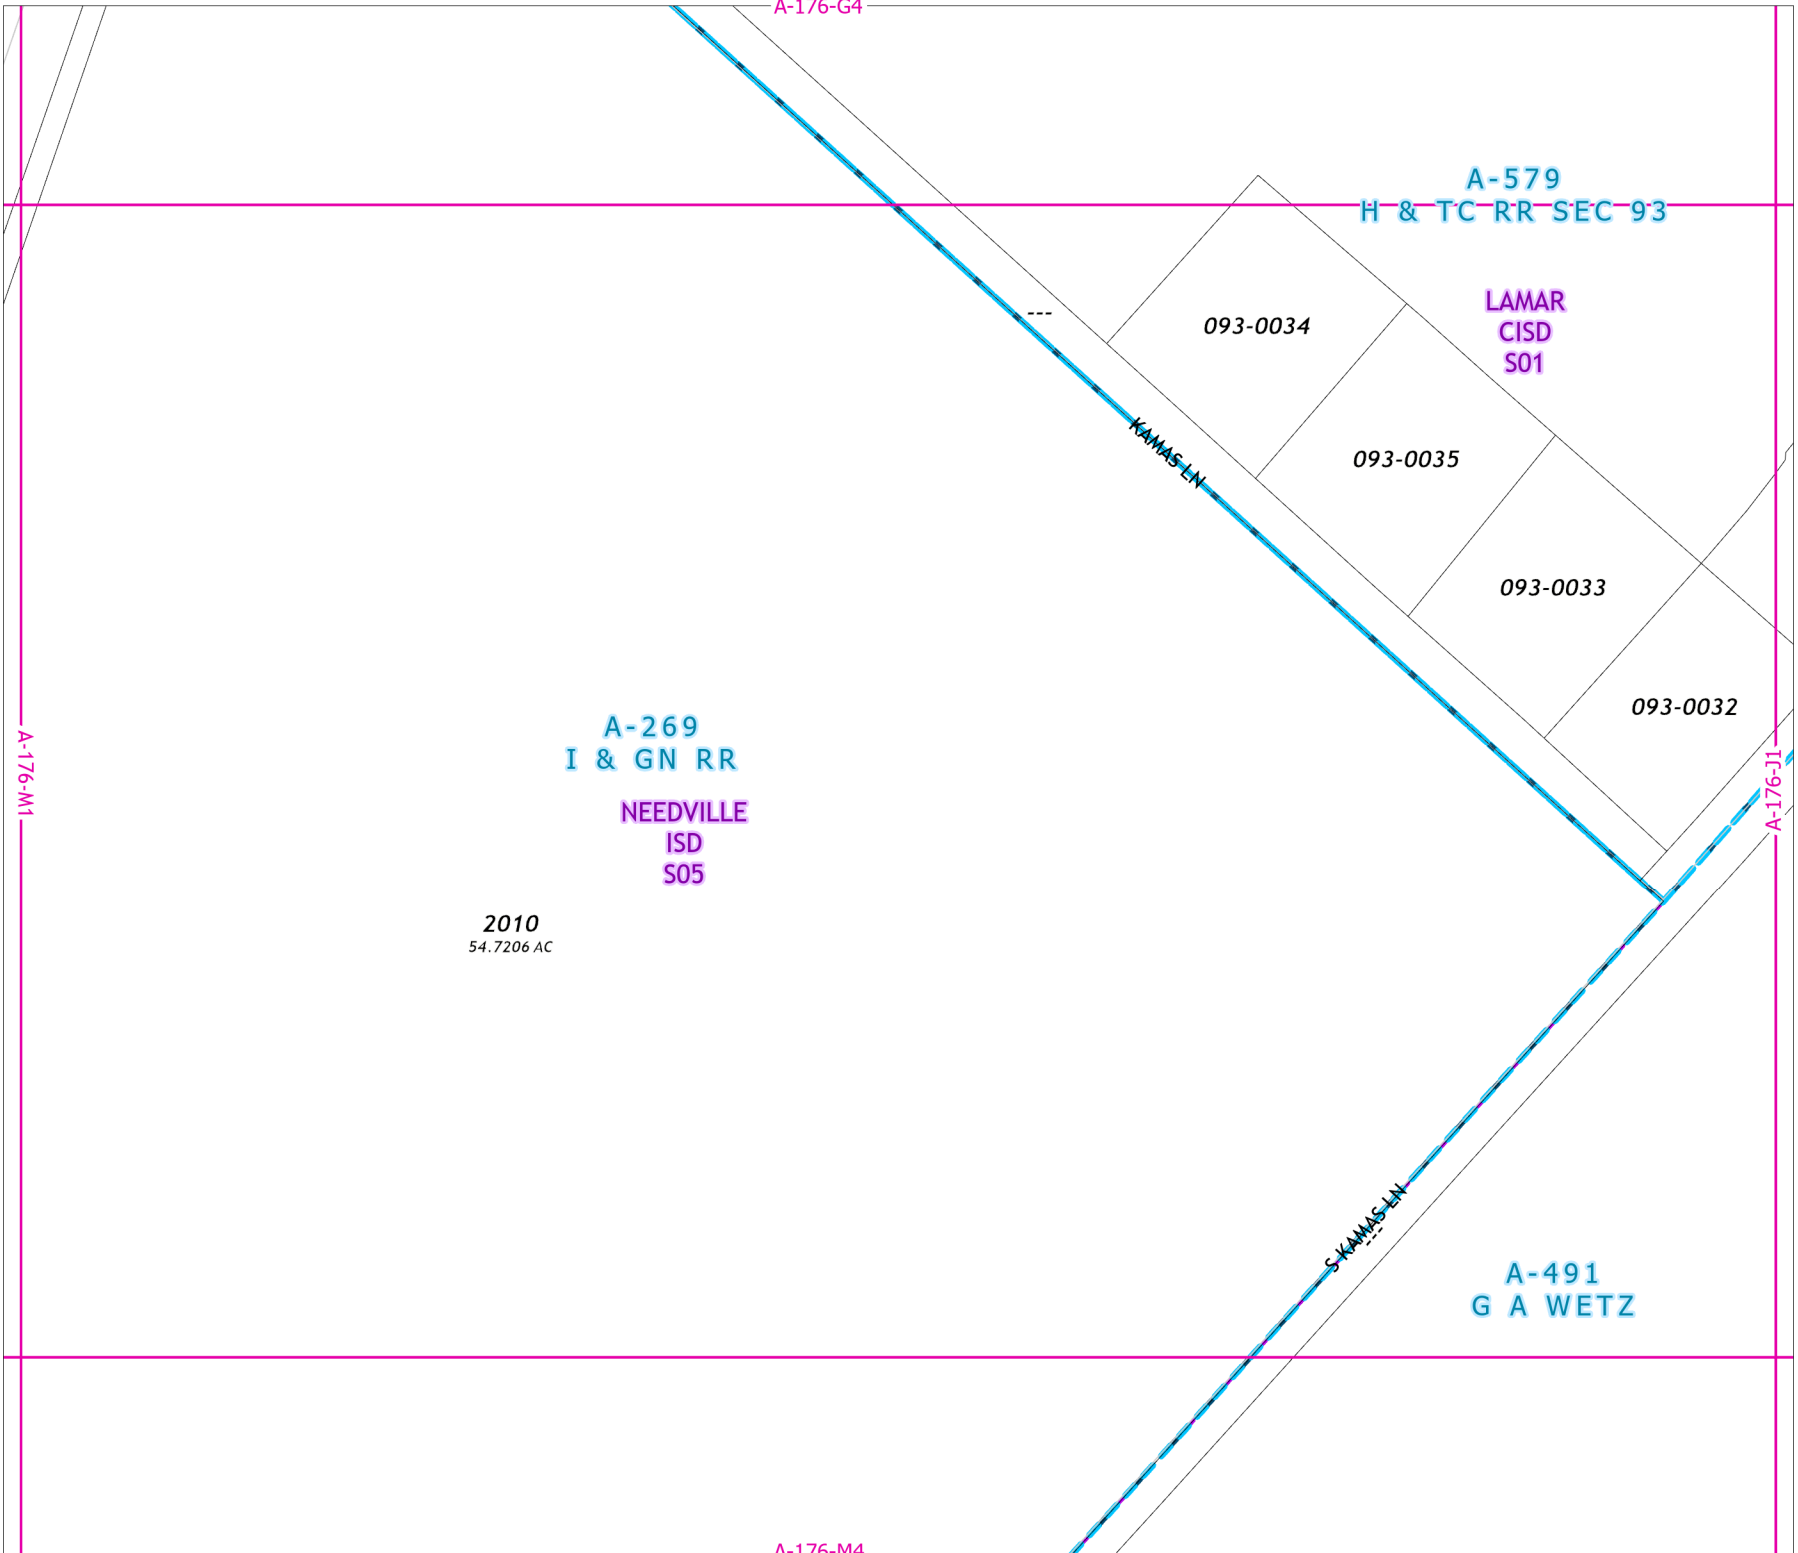 A-176-G4
A-579
H & TC RR SEC 93
LAMAR
CISD
S01
---
093-0034
KAMAS LN
093-0035
093-0033
093-0032
A-269
I & GN RR
A-176-M1
A-176-J1
NEEDVILLE
ISD
S05
2010
54.7206 AC
S KAMAS LN
---
A-491
G A WETZ
A-176-M4